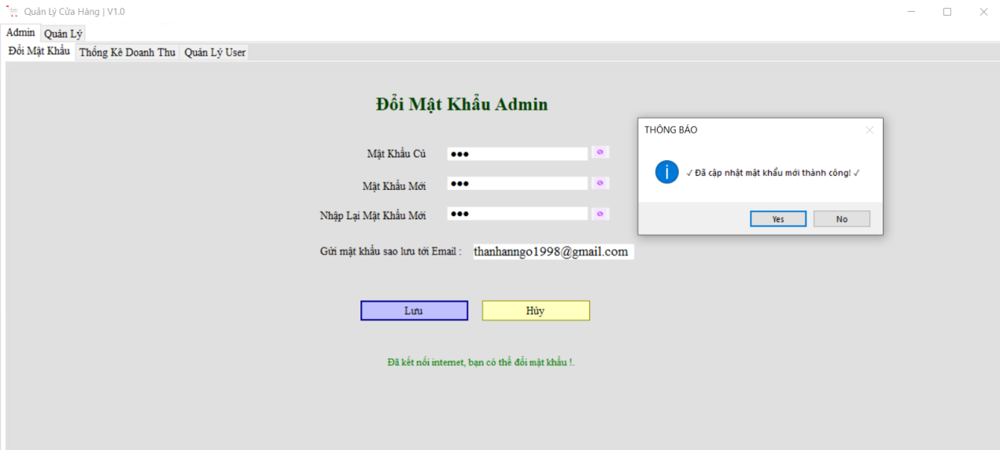 Quản Lý Cửa Hàng | V1.0
Admin Quản Lý
Đổi Mật Khẩu Thống Kê Doanh Thu Quản Lý User
Đổi Mật Khẩu Admin
Mật Khẩu Củ
Mật Khẩu Mới
Nhập Lại Mật Khẩu Mới
Gửi mật khẩu sao lưu tới Email : thanhanngo1998@gmail.com
Lưu Hủy
Đã kết nối internet, bạn có thể đổi mật khẩu !.
THÔNG BÁO
✓ Đã cập nhật mật khẩu mới thành công! ✓
Yes No